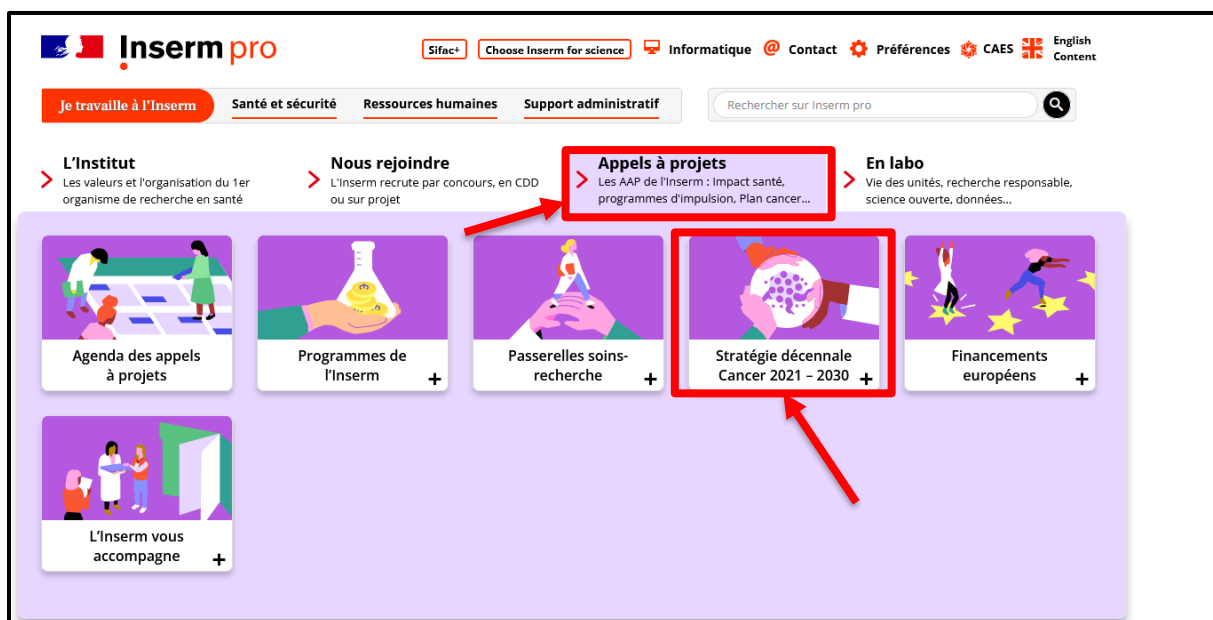 Inserm pro
Sifac+
Choose Inserm for science
Informatique
Contact
Préférences
CAES
English
Content
Je travaille à l'Inserm
Santé et sécurité
Ressources humaines
Support administratif
Rechercher sur Inserm pro
L'Institut
Les valeurs et l'organisation du 1er
organisme de recherche en santé
Nous rejoindre
L'Inserm recrute par concours, en CDD
ou sur projet
Appels à projets
Les AAP de l'Inserm : Impact santé,
programmes d'impulsion, Plan cancer...
En labo
Vie des unités, recherche responsable,
science ouverte, données...
Agenda des appels
à projets
Programmes de
l'Inserm +
Passerelles soins-
recherche +
Stratégie décennale
Cancer 2021 – 2030 +
Financements
européens +
L'Inserm vous
accompagne +